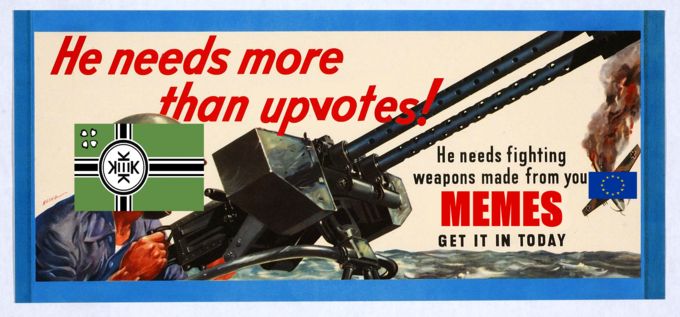 He needs more
than upvotes!
He needs fighting
weapons made from you
MEMES
GET IT IN TODAY